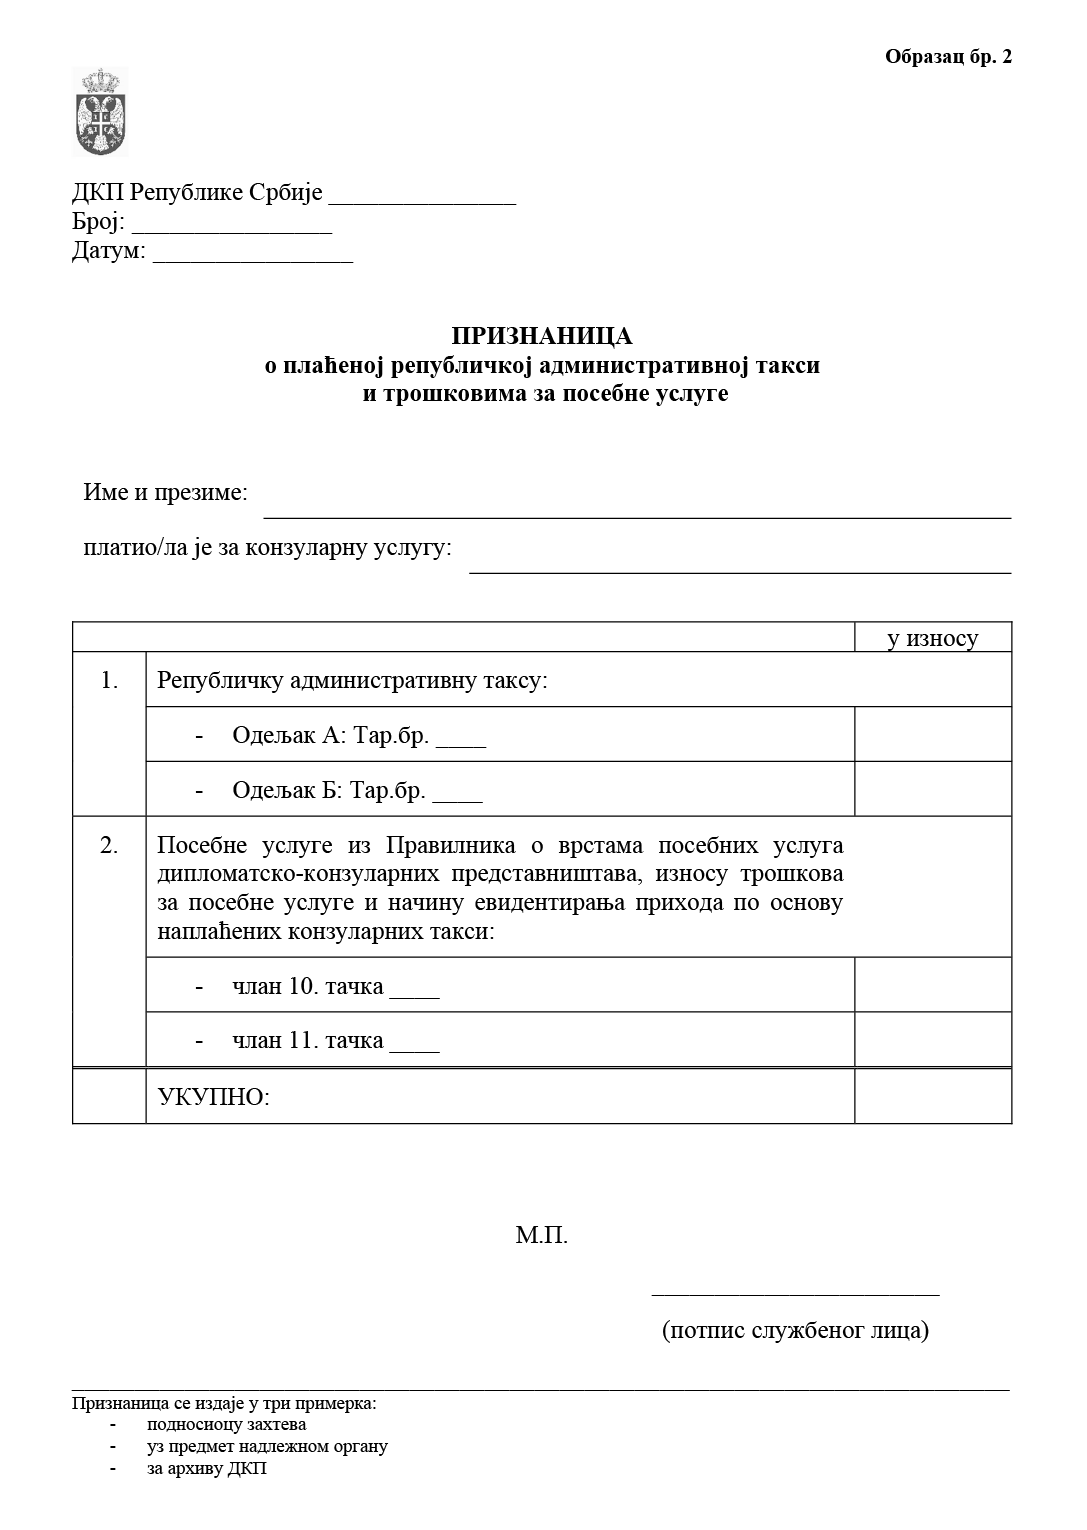 Образац бр. 2
ДКП Републике Србије _______________
Број: ________________
Датум: ________________
ПРИЗНАНИЦА
о плаћеној републичкој административној такси
и трошковима за посебне услуге
Име и презиме:
платио/ла је за конзуларну услугу:
у износу
1. Републичку административну таксу:
- Одељак А: Тар.бр. ____
- Одељак Б: Тар.бр. ____
2. Посебне услуге из Правилника о врстама посебних услуга
дипломатско-конзуларних представништава, износу трошкова
за посебне услуге и начину евидентирања прихода по основу
наплаћених конзуларних такси:
- члан 10. тачка ____
- члан 11. тачка ____
УКУПНО:
М.П.
_______________________
(потпис службеног лица)
Признаница се издаје у три примерка:
- подносиоцу захтева
- уз предмет надлежном органу
- за архиву ДКП